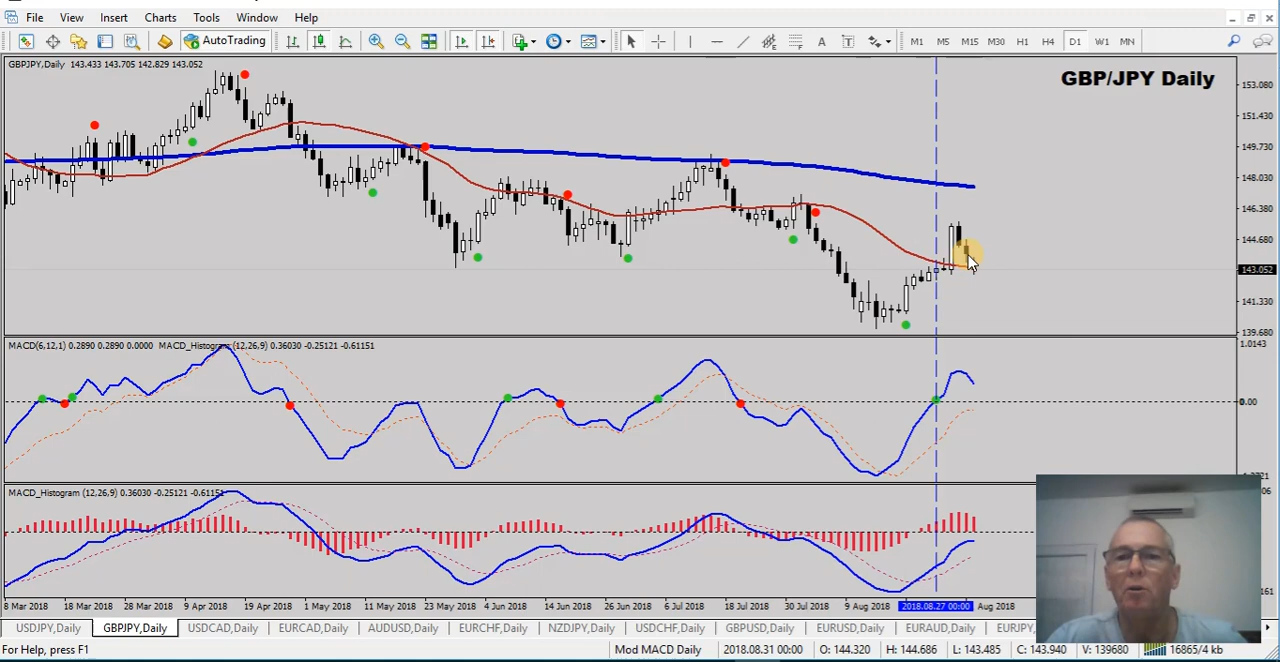 File View Insert Charts Tools Window Help
AutoTrading A T M1 M5 M15 M30 H1 H4 D1 W1 MN
GBPJPY,Daily 143.433 143.705 142.829 143.052
GBP/JPY Daily
153.080
151.430
149.730
148.030
146.380
144.680
143.052
141.330
139.680
MACD(6,12,1) 0.2890 0.2890 0.0000 MACD_Histogram (12,26,9) 0.36030 -0.25121 -0.61151
1.0143
0.00
MACD_Histogram (12,26,9) 0.36030 -0.25121 -0.61151
8 Mar 2018 18 Mar 2018 28 Mar 2018 9 Apr 2018 19 Apr 2018 1 May 2018 11 May 2018 23 May 2018 4 Jun 2018 14 Jun 2018 26 Jun 2018 6 Jul 2018 18 Jul 2018 30 Jul 2018 9 Aug 2018 2018.08.27 00:00 Aug 2018
USDJPY,Daily GBPJPY,Daily USDCAD,Daily EURCAD,Daily AUDUSD,Daily EURCHF,Daily NZDJPY,Daily USDCHF,Daily GBPUSD,Daily EURUSD,Daily EURAUD,Daily EURJPY,
For Help, press F1 Mod MACD Daily 2018.08.31 00:00 O: 144.320 H: 144.686 L: 143.485 C: 143.940 V: 139680 16865/4 kb